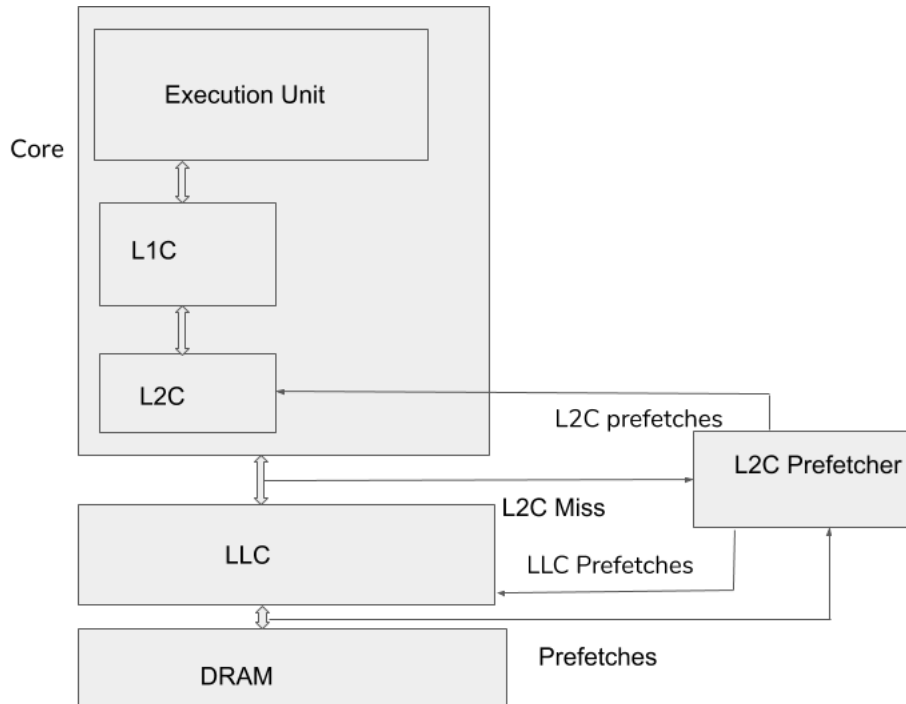 Execution Unit
Core
L1C
L2C
L2C prefetches
L2C Prefetcher
L2C Miss
LLC
LLC Prefetches
Prefetches
DRAM